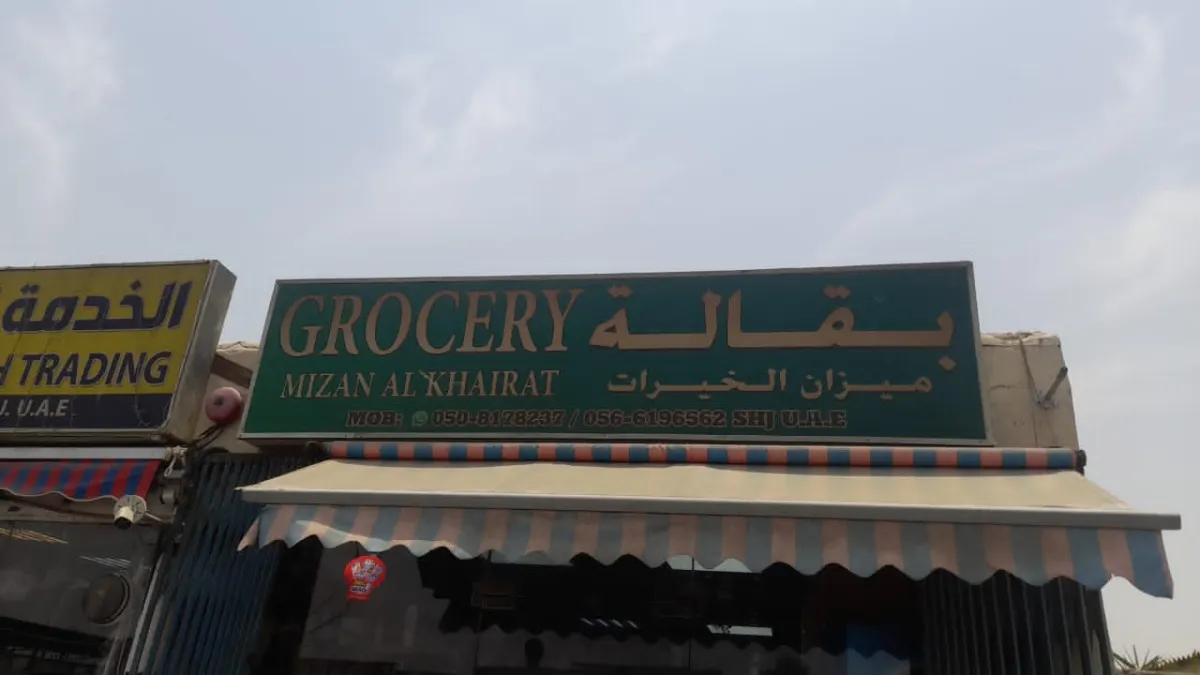 الخدمة
H TRADING
U.A.E
GROCERY بقالة
MIZAN AL KHAIRAT ميزان الخيرات
MOB: 050-8178237 / 056-6196562 SHJ U.A.E